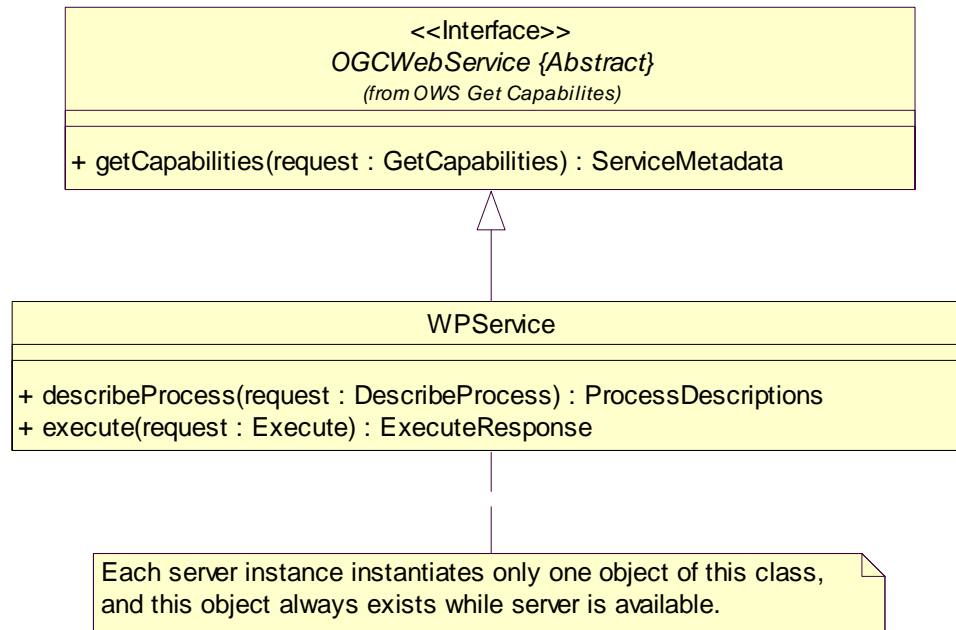 <<Interface>>
OGCWebService {Abstract}
(from OWS Get Capabilites)
+ getCapabilities(request : GetCapabilities) : ServiceMetadata
WPService
+ describeProcess(request : DescribeProcess) : ProcessDescriptions
+ execute(request : Execute) : ExecuteResponse
Each server instance instantiates only one object of this class,
and this object always exists while server is available.